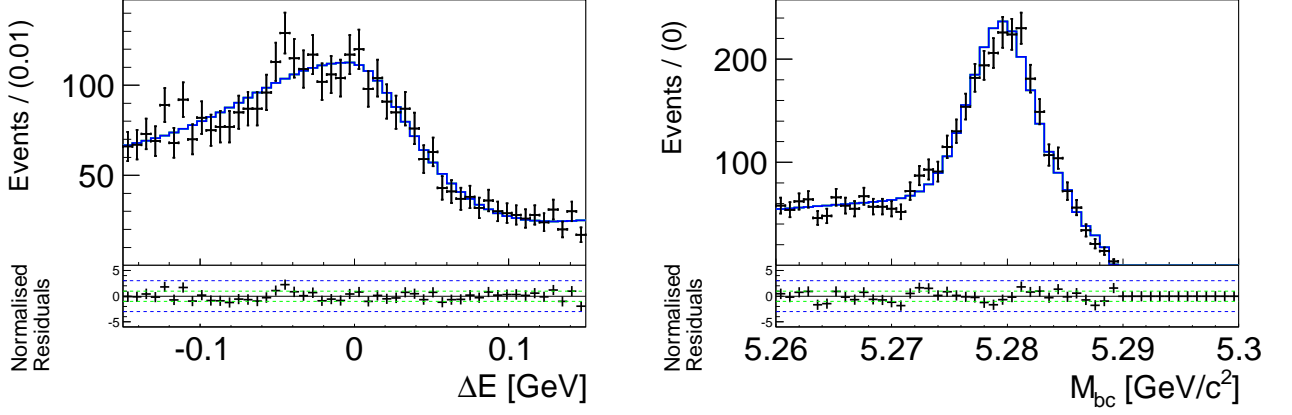 Events / (0.01)
100
50
Normalised
Residuals
5
0
-5
-0.1
0
0.1
ΔE [GeV]
Events / (0)
200
100
Normalised
Residuals
5
0
-5
5.26
5.27
5.28
5.29
5.3
M_bc [GeV/c²]